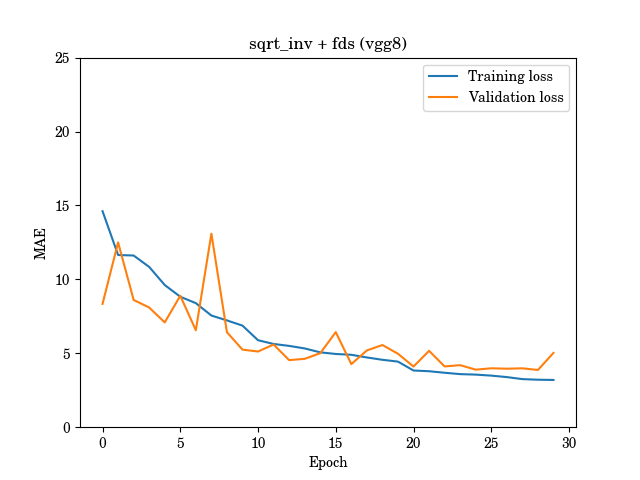 sqrt_inv + fds (vgg8)
25
20
15
10
5
0
MAE
Training loss
Validation loss
0 5 10 15 20 25 30
Epoch